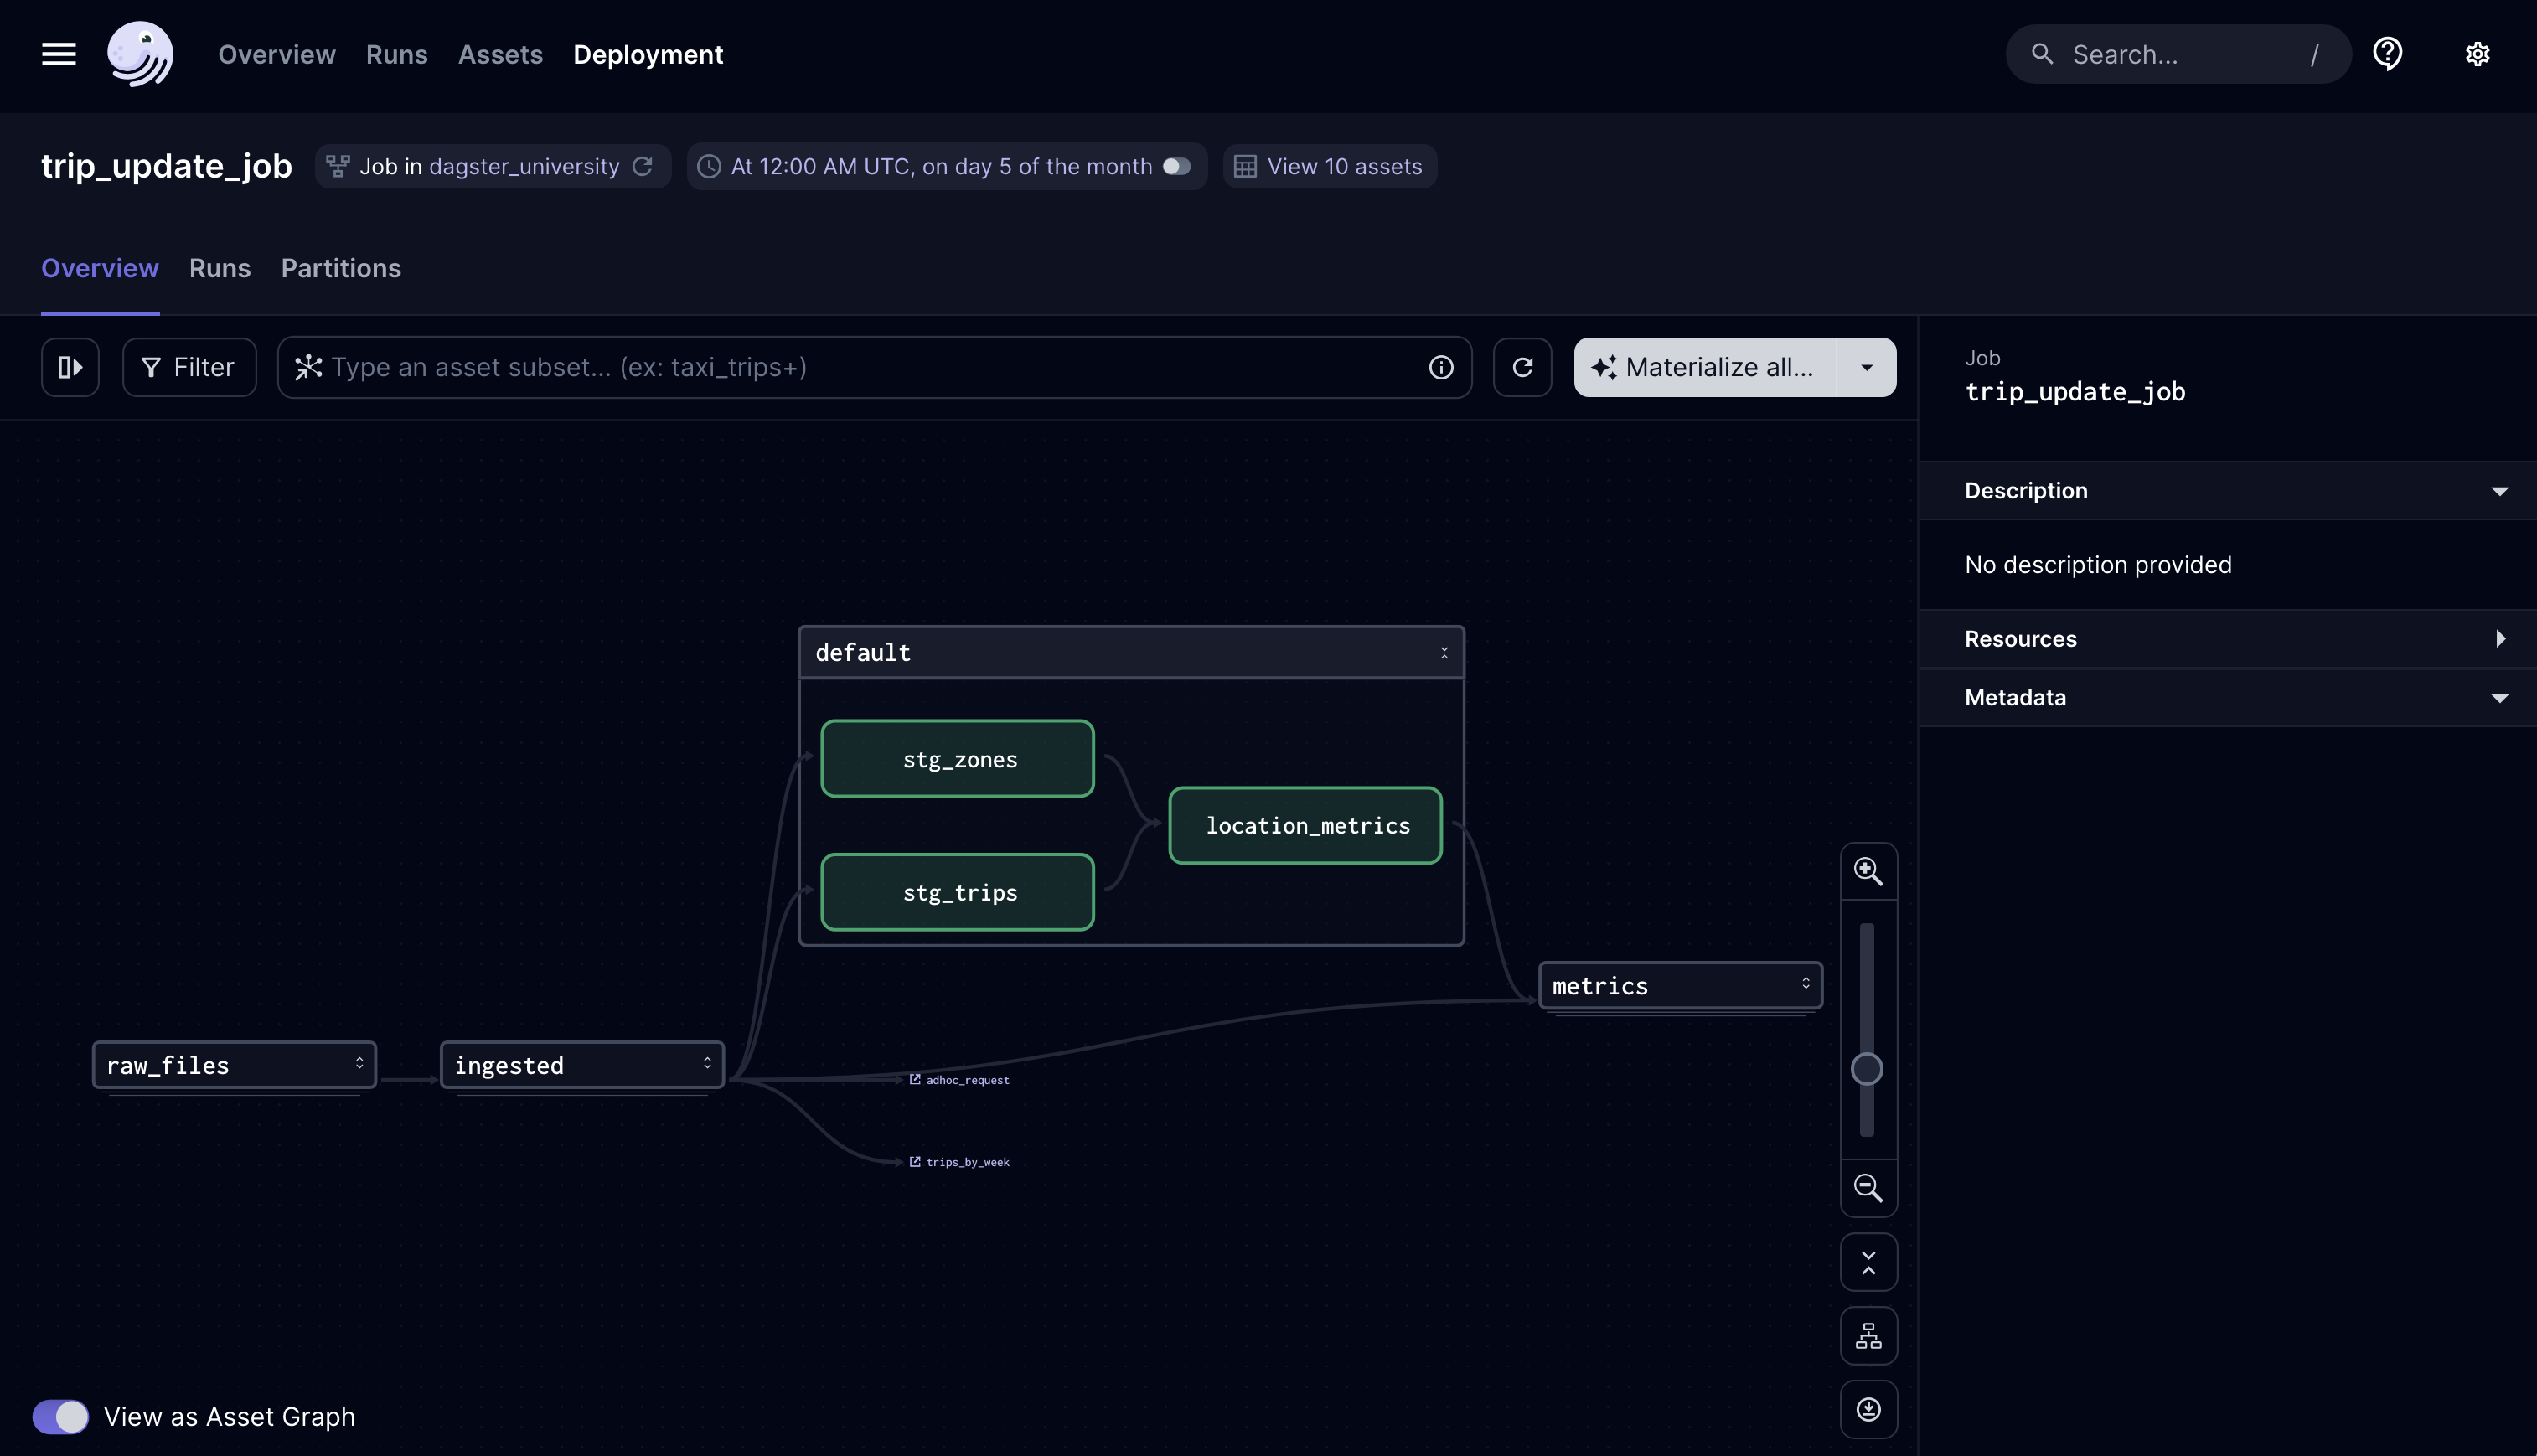 Overview Runs Assets Deployment Search... /
trip_update_job Job in dagster_university At 12:00 AM UTC, on day 5 of the month View 10 assets
Overview Runs Partitions
Filter Type an asset subset... (ex: taxi_trips+) Materialize all...
Job
trip_update_job
Description
No description provided
Resources
Metadata
default
stg_zones
location_metrics
stg_trips
metrics
raw_files
ingested
adhoc_request
trips_by_week
View as Asset Graph